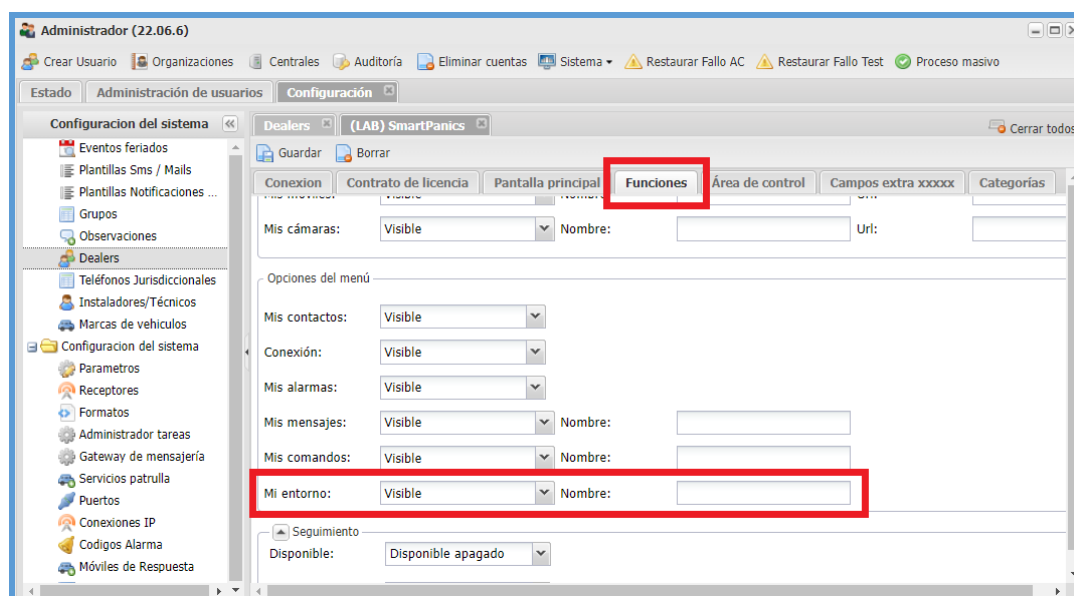 Administrador (22.06.6)
Crear Usuario Organizaciones Centrales Auditoría Eliminar cuentas Sistema Restaurar Fallo AC Restaurar Fallo Test Proceso masivo
Estado Administración de usuarios Configuración
Configuracion del sistema
Eventos feriados
Plantillas Sms / Mails
Plantillas Notificaciones ...
Grupos
Observaciones
Dealers
Teléfonos Jurisdiccionales
Instaladores/Técnicos
Marcas de vehiculos
Configuracion del sistema
Parametros
Receptores
Formatos
Administrador tareas
Gateway de mensajería
Servicios patrulla
Puertos
Conexiones IP
Codigos Alarma
Móviles de Respuesta
Dealers (LAB) SmartPanics Cerrar todos
Guardar Borrar
Conexion Contrato de licencia Pantalla principal Funciones Área de control Campos extra xxxxx Categorías
Mis cámaras: Visible Nombre: Url:
Opciones del menú
Mis contactos: Visible
Conexión: Visible
Mis alarmas: Visible
Mis mensajes: Visible Nombre:
Mis comandos: Visible Nombre:
Mi entorno: Visible Nombre:
Seguimiento
Disponible: Disponible apagado